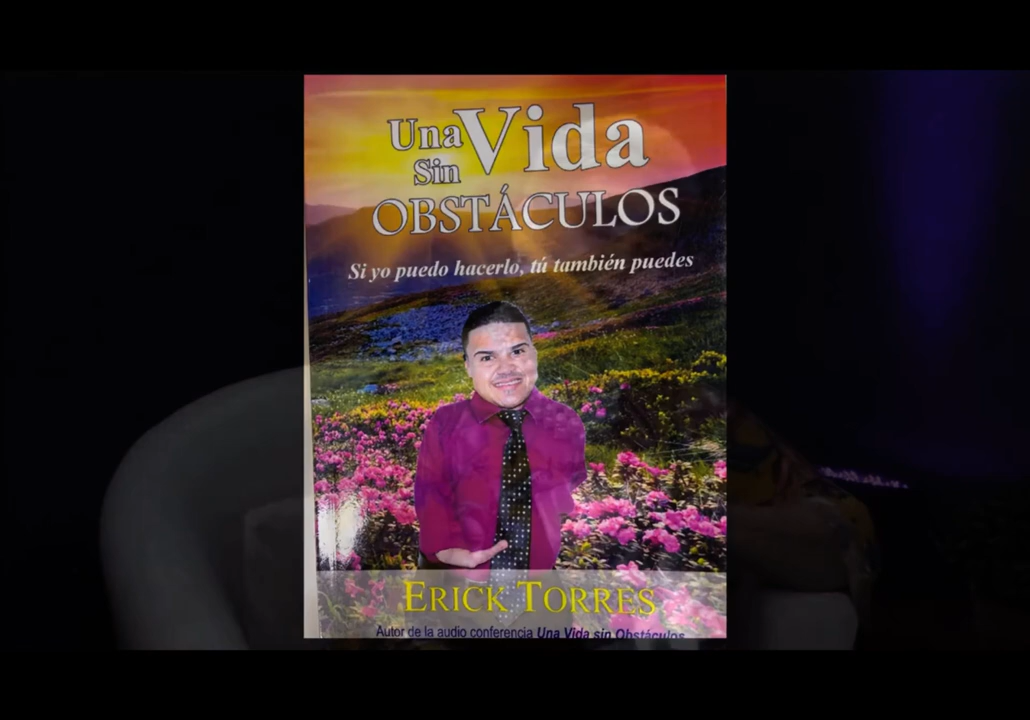 Una Vida
Sin
OBSTÁCULOS
Si yo puedo hacerlo, tú también puedes
ERICK TORRES
Autor de la audio conferencia Una Vida sin Obstáculos